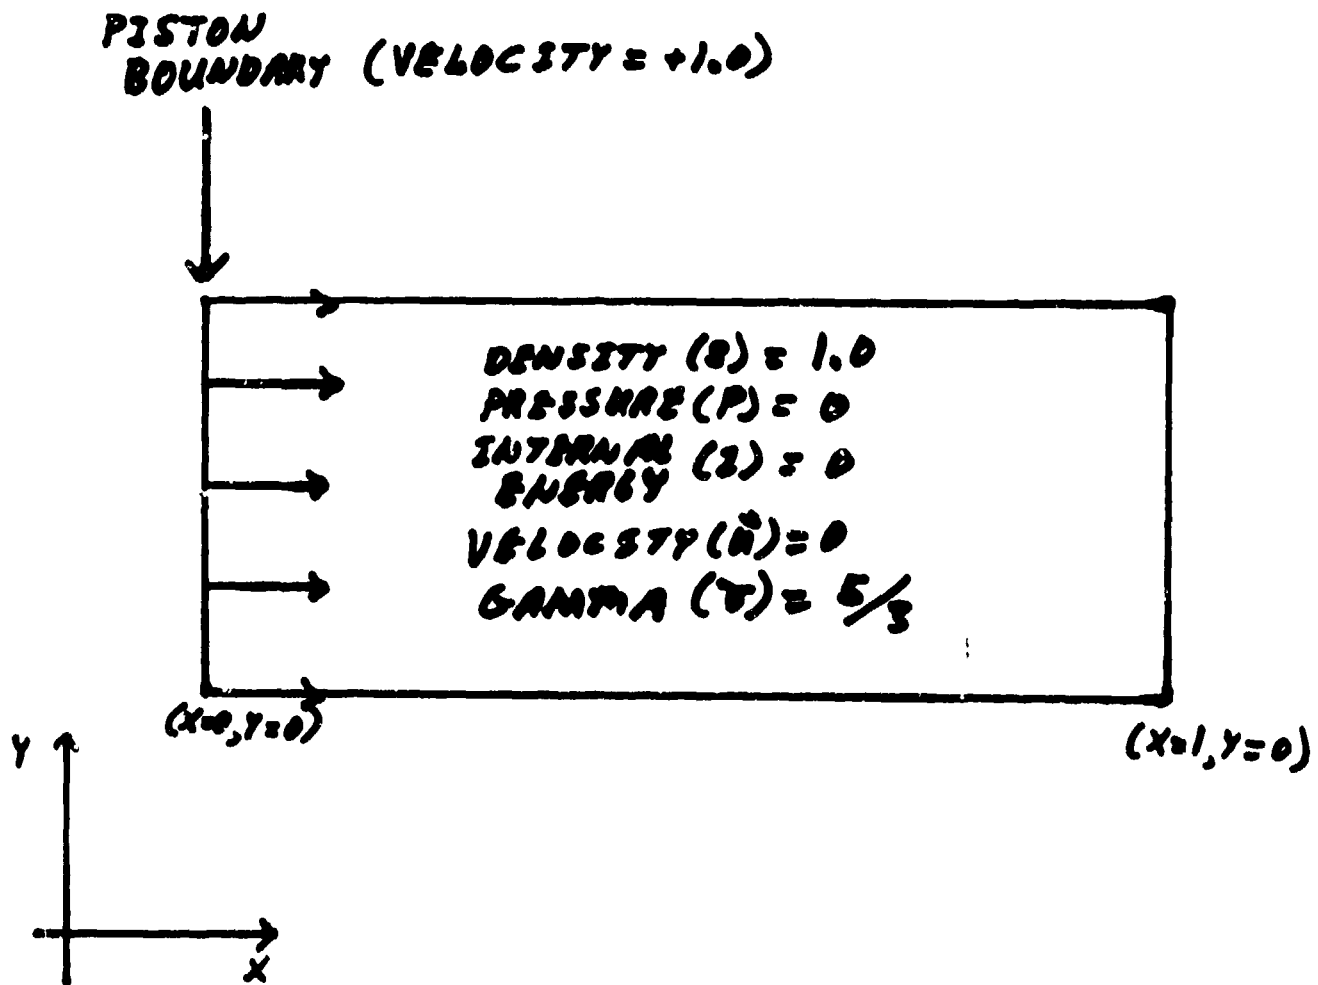 PISTON
BOUNDARY (VELOCITY = +1.0)
DENSITY (8) = 1.0
PRESSURE (P) = 0
INTERNAL (I) = 0
ENERGY
VELOCITY (ū) = 0
GAMMA (γ) = 5/3
(X=0, Y=0)
(X=1, Y=0)
Y
X